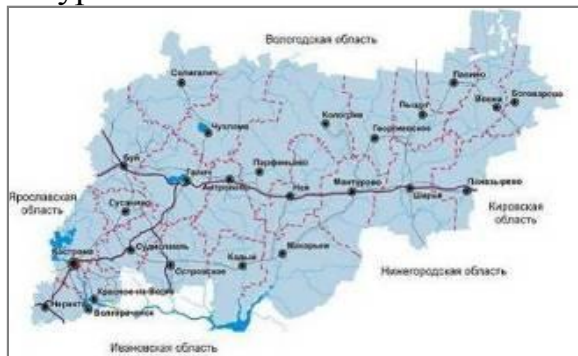 Вологодская область
Солигалич
Павино
Вохма
Боговарово
Пыщуг
Чухлома
Кологрив
Георгиевское
Буй
Парфеньево
Галич
Антропово
Нея
Мантурово
Шарья
Поназырево
Ярославская
область
Сусанино
Кировская
область
Кострома
Судиславль
Островское
Кадый
Макарьев
Нижегородская область
Красное-на-Волге
Нерехта
Волгореченск
Ивановская область